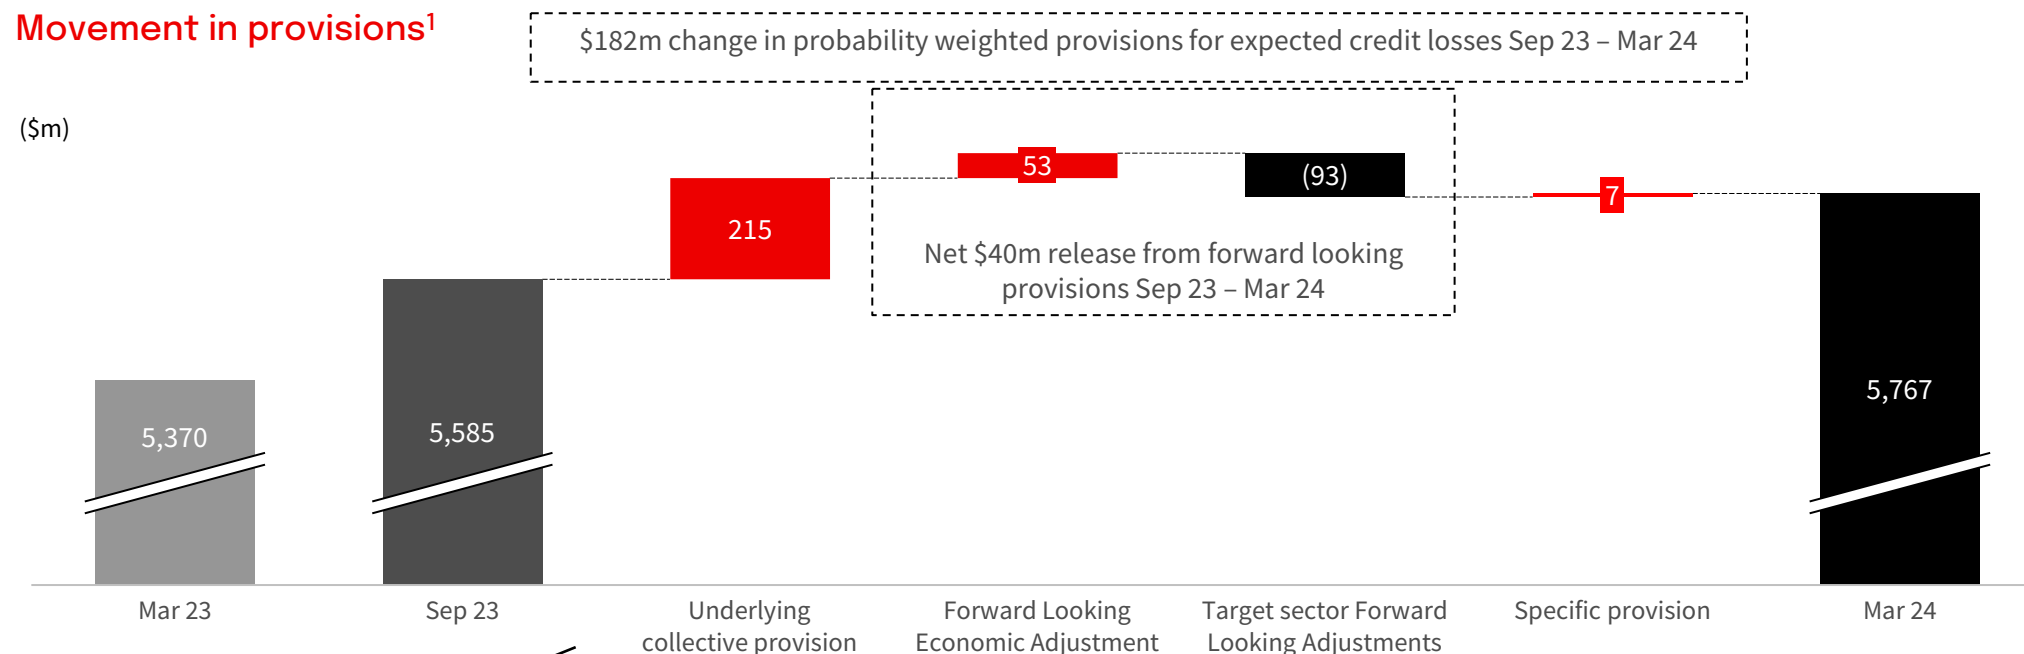 Movement in provisions¹
$182m change in probability weighted provisions for expected credit losses Sep 23 – Mar 24
($m)
53
(93)
7
215
Net $40m release from forward looking
provisions Sep 23 – Mar 24
5,370
5,585
5,767
Mar 23
Sep 23
Underlying
collective provision
Forward Looking
Economic Adjustment
Target sector Forward
Looking Adjustments
Specific provision
Mar 24